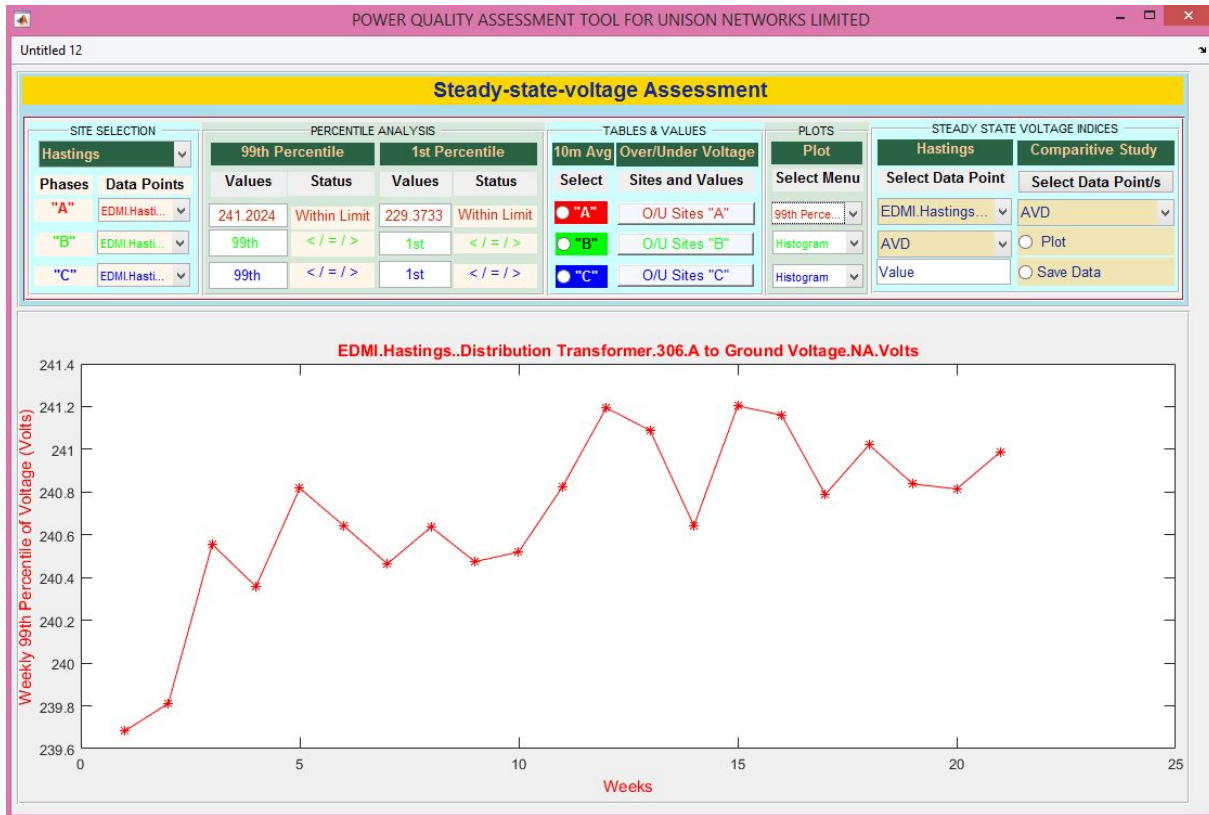 POWER QUALITY ASSESSMENT TOOL FOR UNISON NETWORKS LIMITED
Untitled 12
Steady-state-voltage Assessment
SITE SELECTION
Hastings
Phases Data Points
"A" EDMI.Hasti...
"B" EDMI.Hasti...
"C" EDMI.Hasti...
PERCENTILE ANALYSIS
99th Percentile 1st Percentile
Values Status Values Status
241.2024 Within Limit 229.3733 Within Limit
99th < / = / > 1st < / = / >
99th < / = / > 1st < / = / >
TABLES & VALUES
10m Avg Over/Under Voltage
Select Sites and Values
"A" O/U Sites "A"
"B" O/U Sites "B"
"C" O/U Sites "C"
PLOTS
Plot
Select Menu
99th Perce...
Histogram
Histogram
STEADY STATE VOLTAGE INDICES
Hastings Comparitive Study
Select Data Point Select Data Point/s
EDMI.Hastings... AVD
AVD Plot
Value Save Data
EDMI.Hastings..Distribution Transformer.306.A to Ground Voltage.NA.Volts
Weekly 99th Percentile of Voltage (Volts)
241.4
241.2
241
240.8
240.6
240.4
240.2
240
239.8
239.6
0 5 10 15 20 25
Weeks